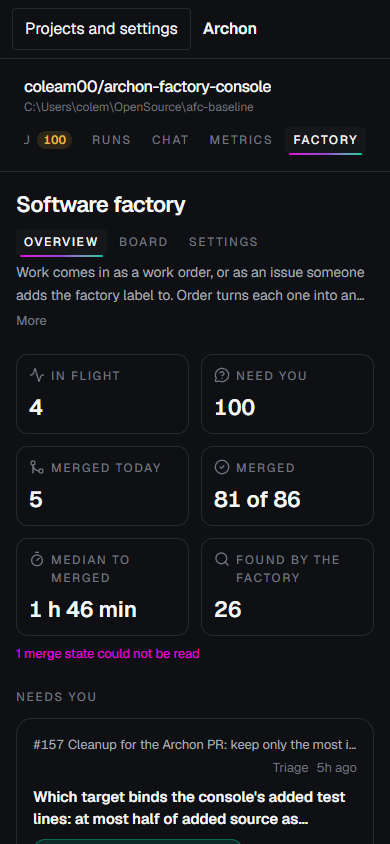 Projects and settings Archon
coleam00/archon-factory-console
C:\Users\colem\OpenSource\afc-baseline
J 100 RUNS CHAT METRICS FACTORY
Software factory
OVERVIEW BOARD SETTINGS
Work comes in as a work order, or as an issue someone
adds the factory label to. Order turns each one into an...
More
IN FLIGHT
4
NEED YOU
100
MERGED TODAY
5
MERGED
81 of 86
MEDIAN TO
MERGED
1 h 46 min
FOUND BY THE
FACTORY
26
1 merge state could not be read
NEEDS YOU
#157 Cleanup for the Archon PR: keep only the most i...
Triage 5h ago
Which target binds the console's added test
lines: at most half of added source as...